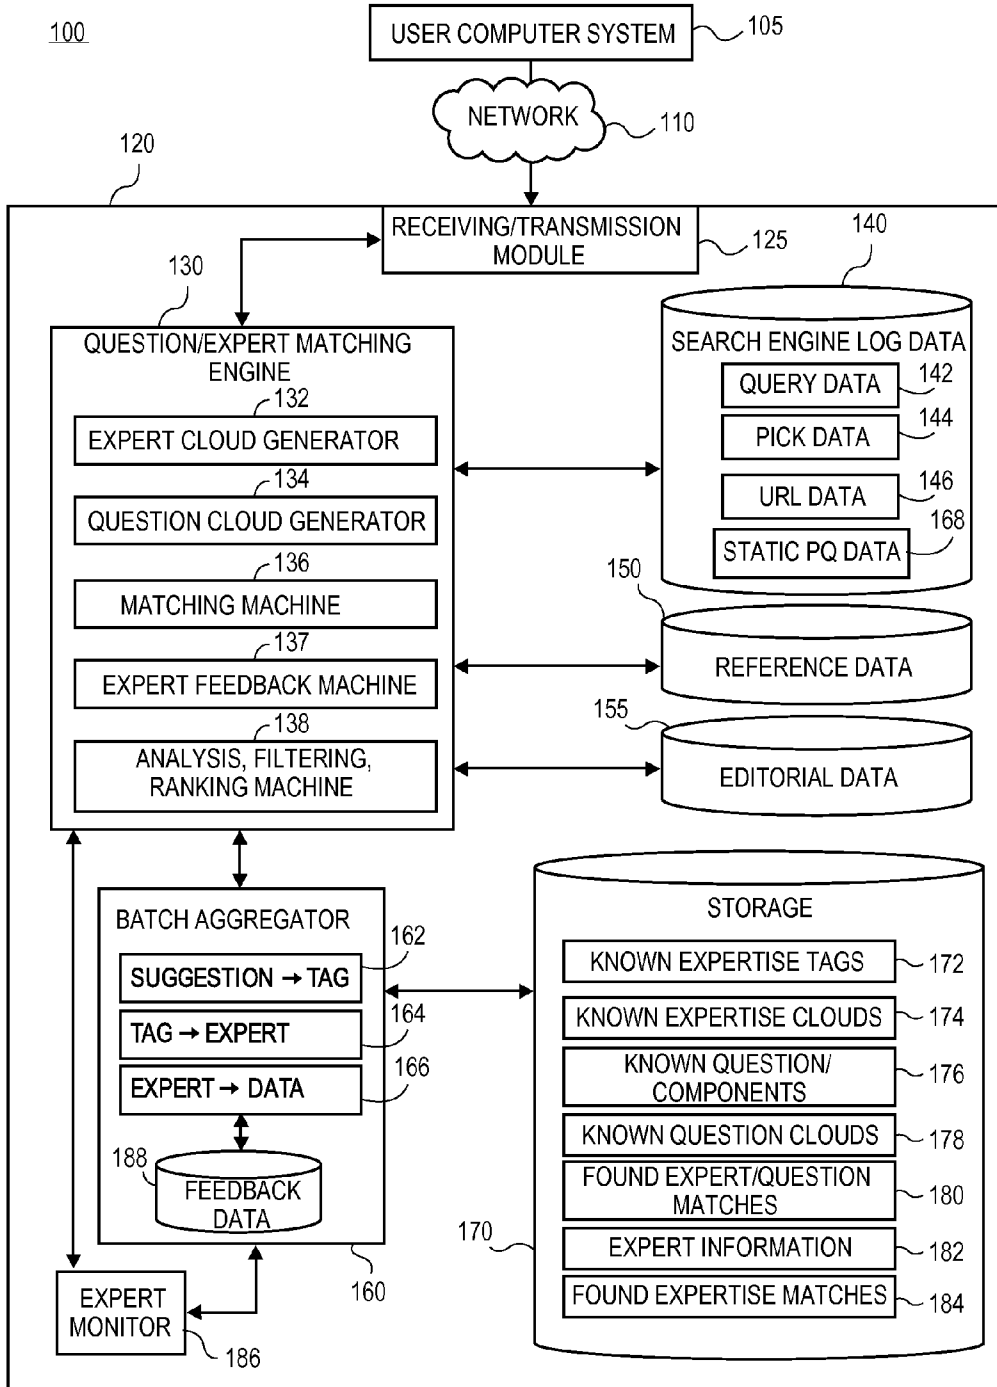 100
USER COMPUTER SYSTEM
105
NETWORK
110
120
RECEIVING/TRANSMISSION
MODULE
125
130
QUESTION/EXPERT MATCHING
ENGINE
132
EXPERT CLOUD GENERATOR
134
QUESTION CLOUD GENERATOR
136
MATCHING MACHINE
137
EXPERT FEEDBACK MACHINE
138
ANALYSIS, FILTERING,
RANKING MACHINE
140
SEARCH ENGINE LOG DATA
QUERY DATA
142
PICK DATA
144
URL DATA
146
STATIC PQ DATA
168
150
REFERENCE DATA
155
EDITORIAL DATA
BATCH AGGREGATOR
SUGGESTION → TAG
162
TAG → EXPERT
164
EXPERT → DATA
166
188
FEEDBACK
DATA
160
EXPERT
MONITOR
186
STORAGE
KNOWN EXPERTISE TAGS
172
KNOWN EXPERTISE CLOUDS
174
KNOWN QUESTION/
COMPONENTS
176
KNOWN QUESTION CLOUDS
178
FOUND EXPERT/QUESTION
MATCHES
180
170
EXPERT INFORMATION
182
FOUND EXPERTISE MATCHES
184